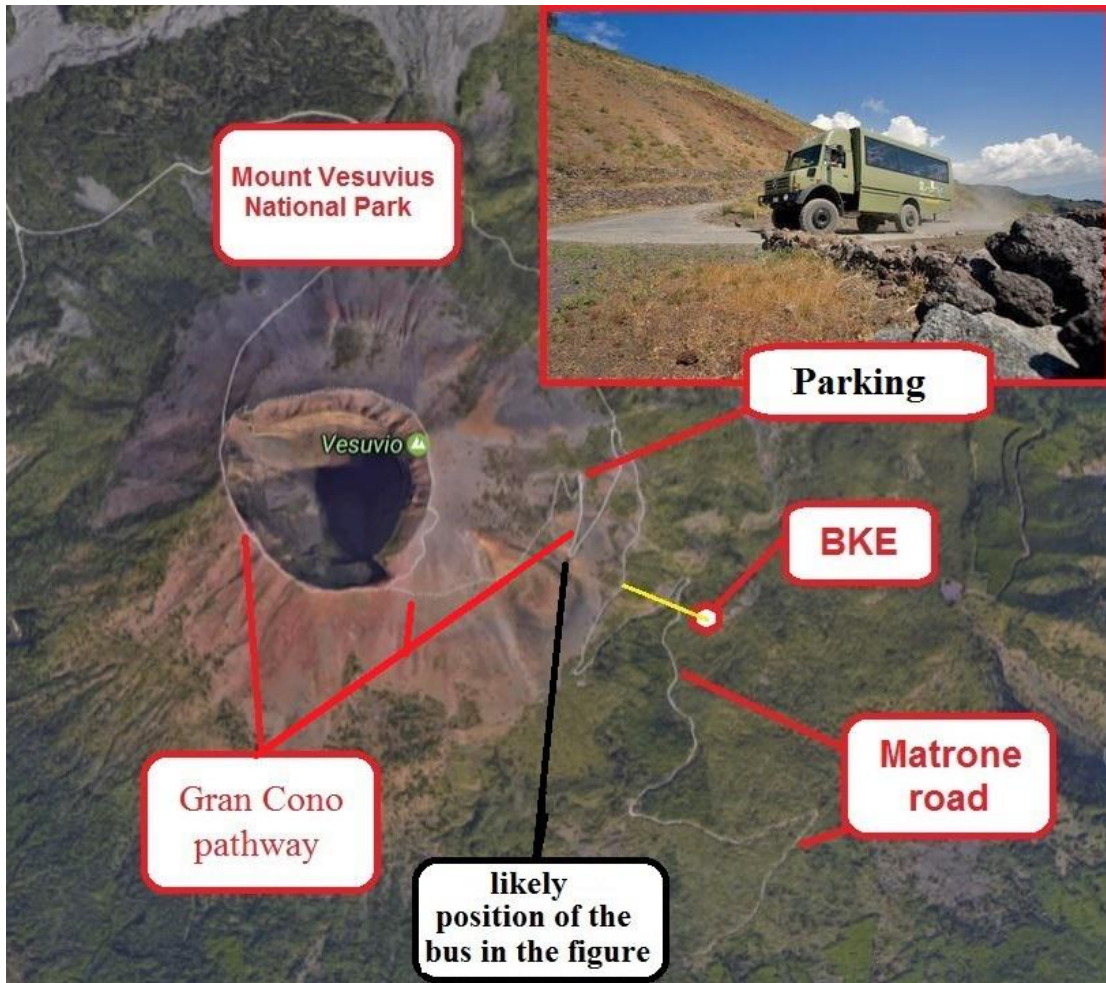 Mount Vesuvius
National Park
Parking
Vesuvio
BKE
Matrone
road
Gran Cono
pathway
likely
position of the
bus in the figure